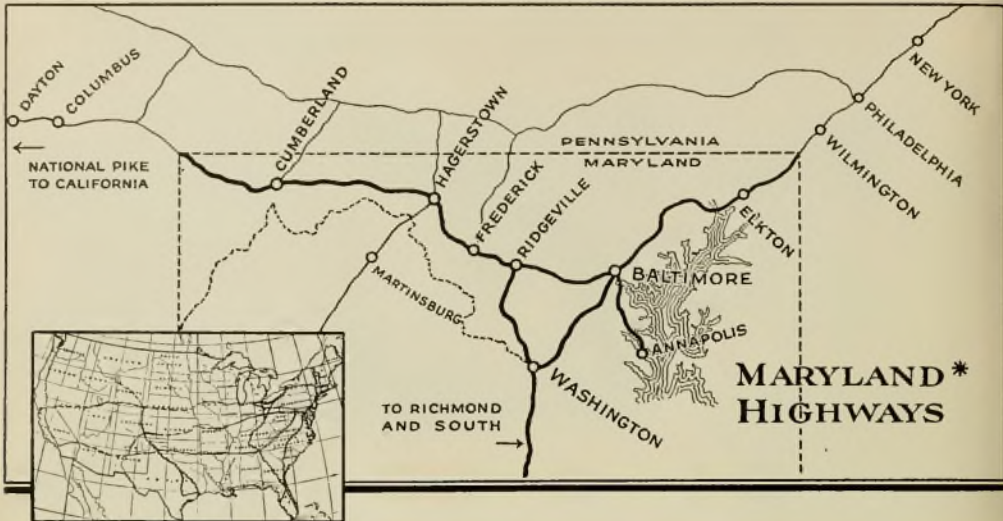 DAYTON
COLUMBUS
NATIONAL PIKE
TO CALIFORNIA
CUMBERLAND
HAGERSTOWN
FREDERICK
RIDGEVILLE
MARTINSBURG
PENNSYLVANIA
MARYLAND
NEW YORK
PHILADELPHIA
WILMINGTON
ELKTON
BALTIMORE
ANNAPOLIS
WASHINGTON
TO RICHMOND
AND SOUTH
MARYLAND*
HIGHWAYS